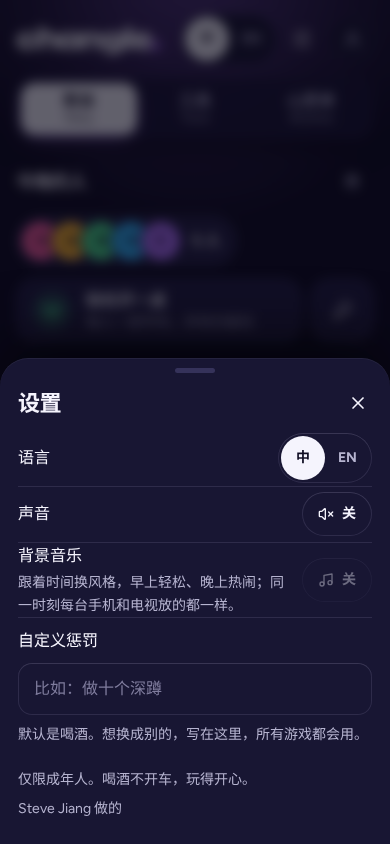 设置
语言
中 EN
声音
关
背景音乐
跟着时间换风格，早上轻松、晚上热闹；同
一时刻每台手机和电视放的都一样。
关
自定义惩罚
比如：做十个深蹲
默认是喝酒。想换成别的，写在这里，所有游戏都会用。
仅限成年人。喝酒不开车，玩得开心。
Steve Jiang 做的